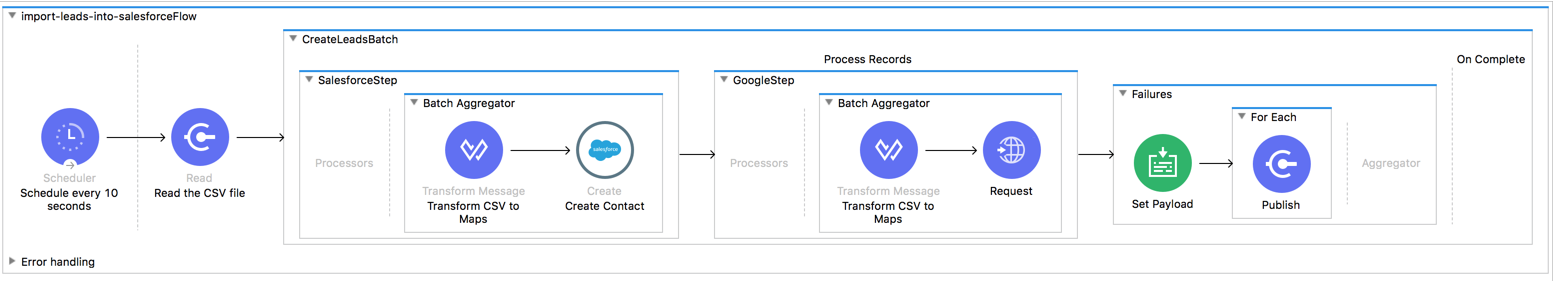 import-leads-into-salesforceFlow
CreateLeadsBatch
Process Records
On Complete
SalesforceStep
GoogleStep
Failures
Batch Aggregator
Batch Aggregator
For Each
Scheduler
Schedule every 10
seconds
Read
Read the CSV file
Processors
Transform Message
Transform CSV to
Maps
salesforce
Create
Create Contact
Processors
Transform Message
Transform CSV to
Maps
Request
Set Payload
Publish
Aggregator
Error handling